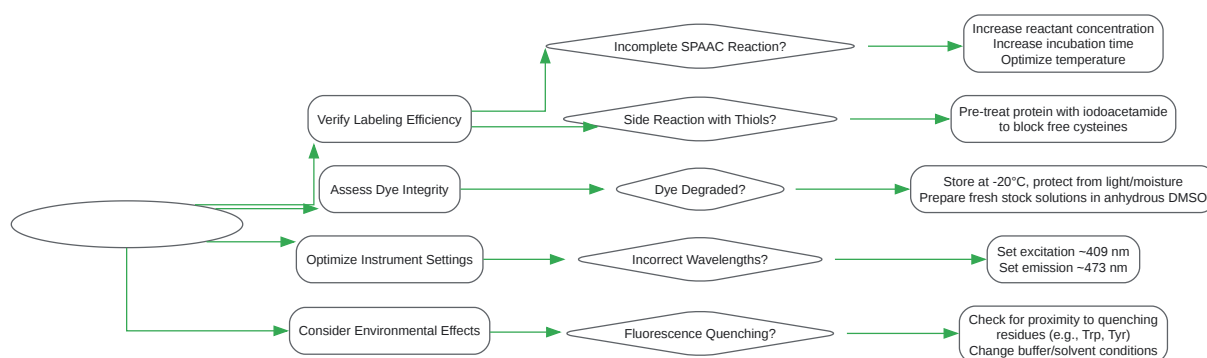 Incomplete SPAAC Reaction?
Increase reactant concentration
Increase incubation time
Optimize temperature
Verify Labeling Efficiency
Side Reaction with Thiols?
Pre-treat protein with iodoacetamide
to block free cysteines
Assess Dye Integrity
Dye Degraded?
Store at -20°C, protect from light/moisture
Prepare fresh stock solutions in anhydrous DMSO
Optimize Instrument Settings
Incorrect Wavelengths?
Set excitation ~409 nm
Set emission ~473 nm
Consider Environmental Effects
Fluorescence Quenching?
Check for proximity to quenching
residues (e.g., Trp, Tyr)
Change buffer/solvent conditions